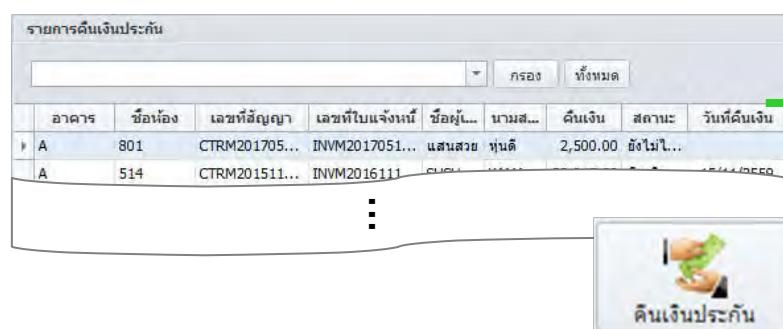 รายการคืนเงินประกัน
กรอง ทั้งหมด
อาคาร ชื่อห้อง เลขที่สัญญา เลขที่ใบแจ้งหนี้ ชื่อผู้เ... นามส... คืนเงิน สถานะ วันที่คืนเงิน
A 801 CTRM201705... INVM2017051... แสนสวย หุ่นดี 2,500.00 ยังไม่ไ...
A 514 CTRM201511... INVM2016111 15/11/2559
คืนเงินประกัน